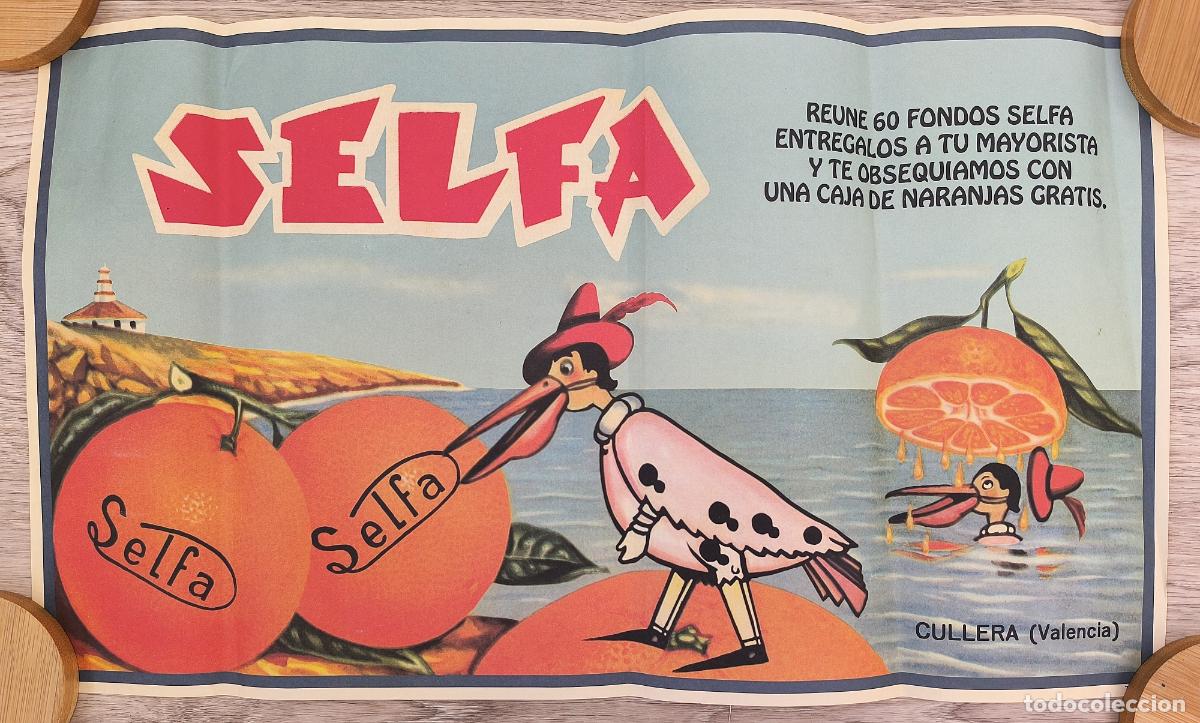 SELFA
REUNE 60 FONDOS SELFA
ENTREGALOS A TU MAYORISTA
Y TE OBSEQUIAMOS CON
UNA CAJA DE NARANJAS GRATIS.
Selfa
Selfa
CULLERA (Valencia)
todocoleccion